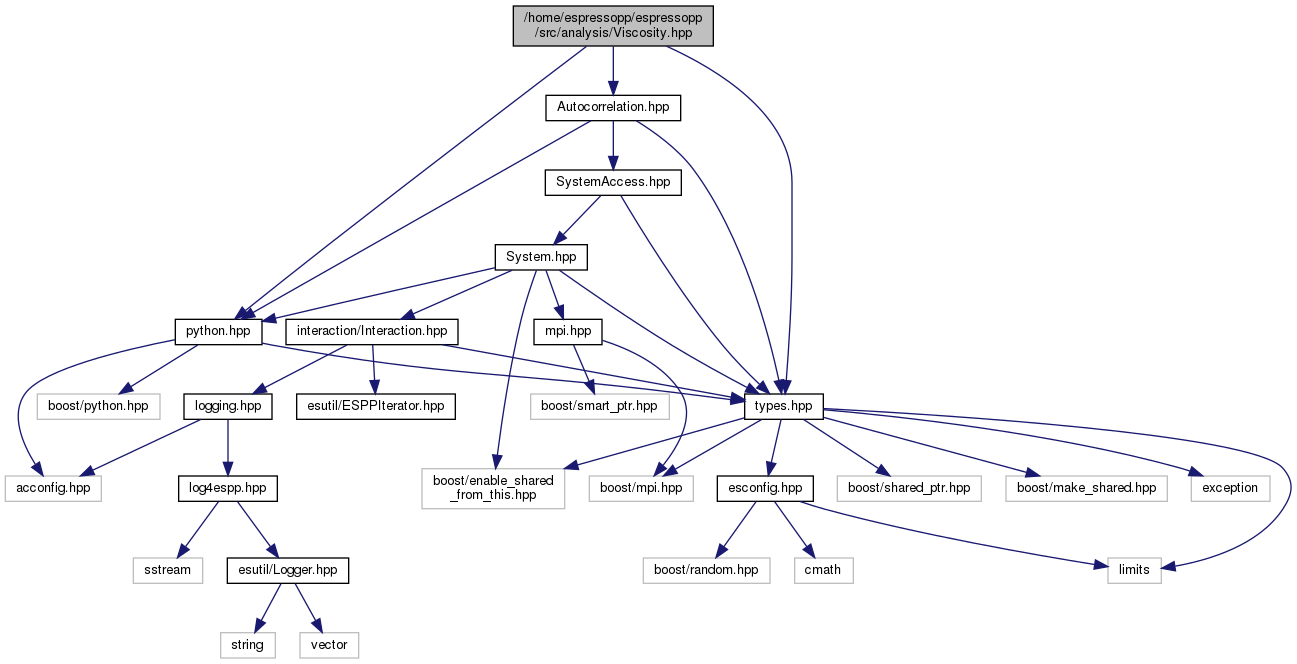 /home/espressopp/espressopp
/src/analysis/Viscosity.hpp
Autocorrelation.hpp
SystemAccess.hpp
System.hpp
python.hpp
interaction/Interaction.hpp
mpi.hpp
boost/python.hpp
logging.hpp
esutil/ESPPIterator.hpp
boost/smart_ptr.hpp
types.hpp
acconfig.hpp
log4espp.hpp
boost/enable_shared
_from_this.hpp
boost/mpi.hpp
esconfig.hpp
boost/shared_ptr.hpp
boost/make_shared.hpp
exception
sstream
esutil/Logger.hpp
boost/random.hpp
cmath
limits
string
vector